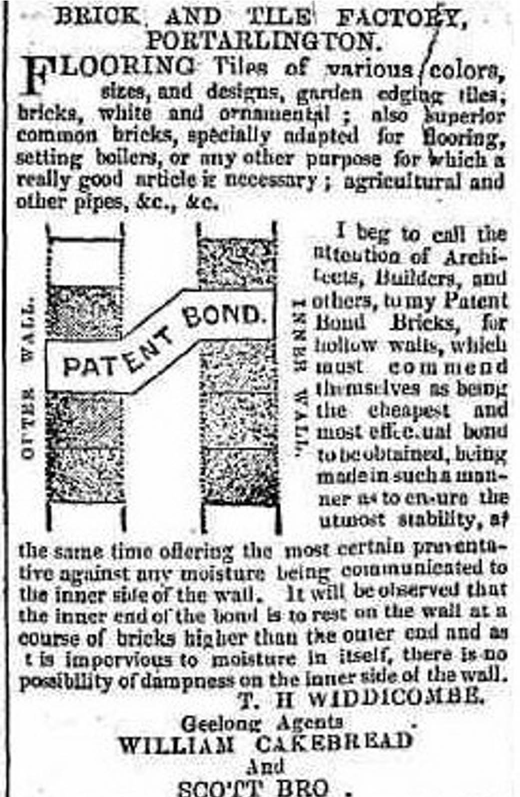 BRICK AND TILE FACTORY,
PORTARLINGTON.
FLOORING Tiles of various colors,
sizes, and designs, garden edging tiles,
bricks, white and ornamental ; also superior
common bricks, specially adapted for flooring,
setting boilers, or any other purpose for which a
really good article is necessary ; agricultural and
other pipes, &c., &c.
OUTER WALL.
PATENT BOND.
INNER WALL.
I beg to call the
attention of Archi-
tects, Builders, and
others, to my Patent
Bond Bricks, for
hollow walls, which
must commend
themselves as being
the cheapest and
most effectual bond
to be obtained, being
made in such a man-
ner as to ensure the
utmost stability, at
the same time offering the most certain preventa-
tive against any moisture being communicated to
the inner side of the wall. It will be observed that
the inner end of the bond is to rest on the wall at a
course of bricks higher than the outer end and as
t is impervious to moisture in itself, there is no
possibility of dampness on the inner side of the wall.
T. H WIDDICOMBE.
Geelong Agents
WILLIAM CAKEBREAD
And
SCOTT BRO .